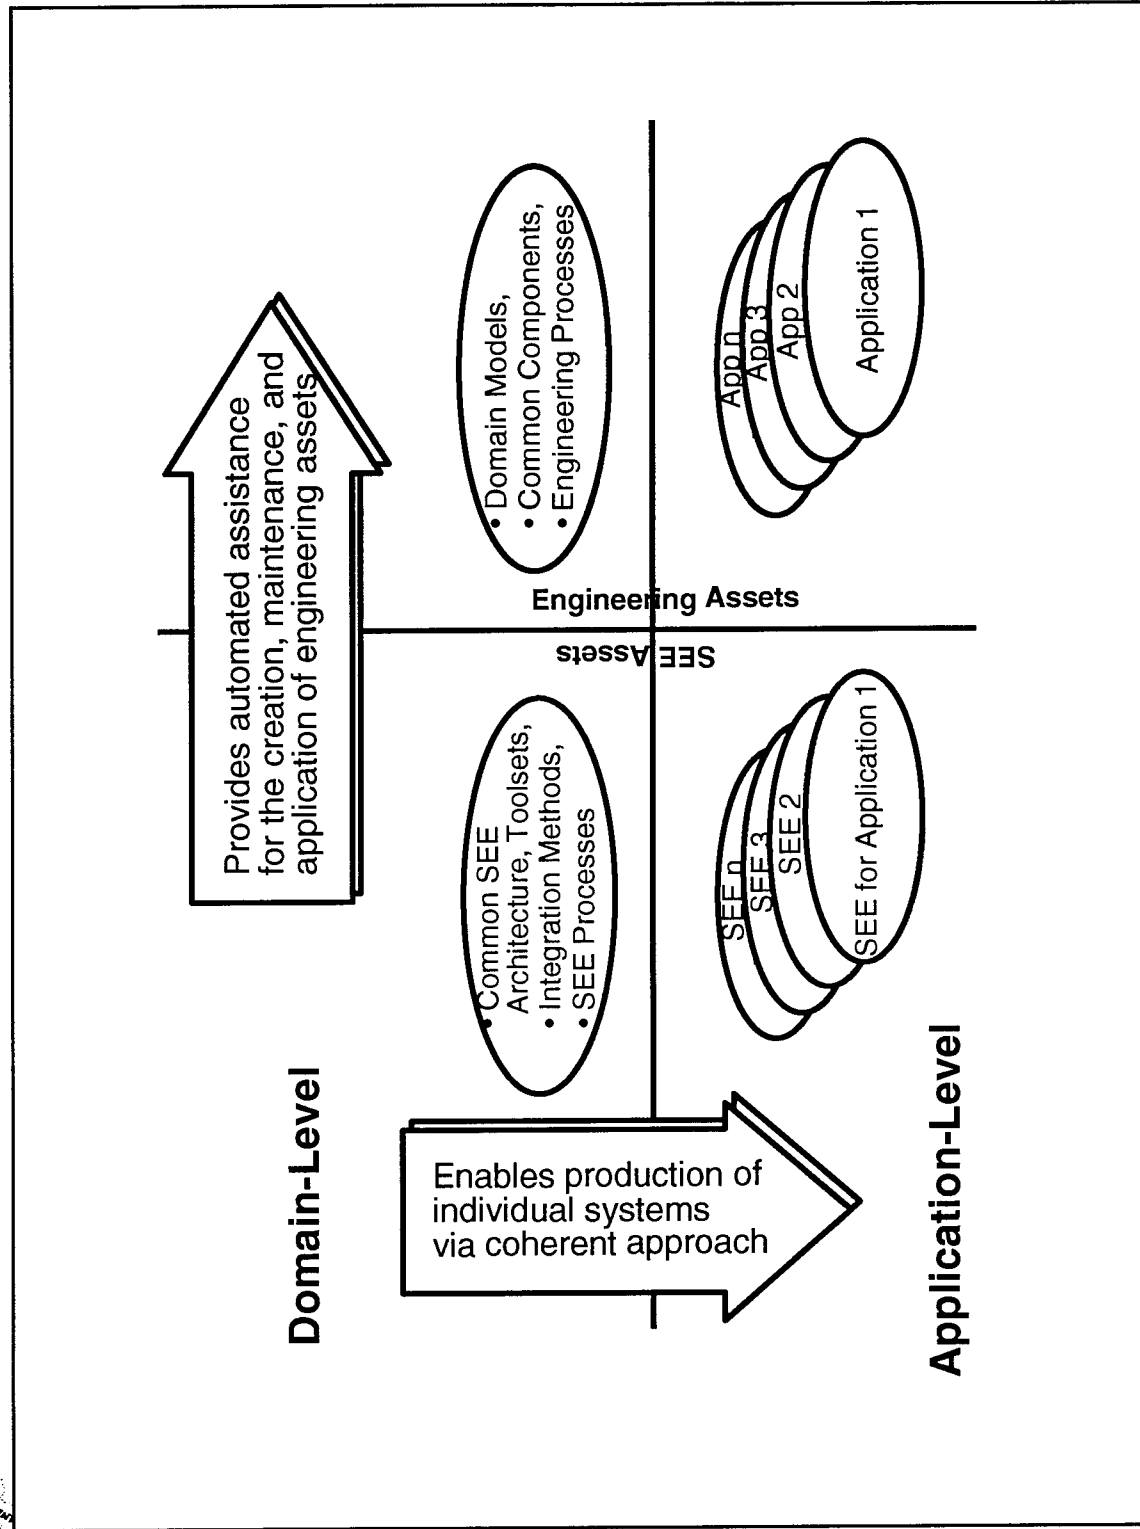 Provides automated assistance
for the creation, maintenance, and
application of engineering assets
Domain-Level
• Common SEE
Architecture, Toolsets,
• Integration Methods,
• SEE Processes
• Domain Models,
• Common Components,
• Engineering Processes
SEE Assets
Engineering Assets
Enables production of
individual systems
via coherent approach
SEE n
SEE 3
SEE 2
SEE for Application 1
App n
App 3
App 2
Application 1
Application-Level